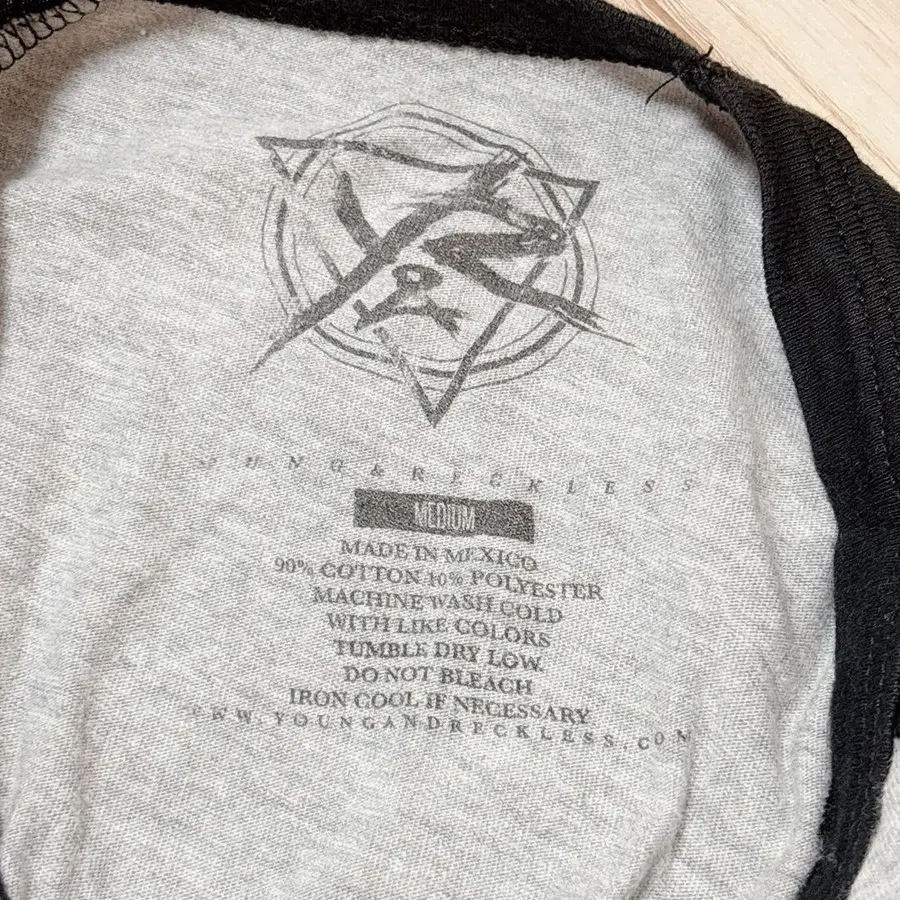 Y&R
YOUNG&RECKLESS
MEDIUM
MADE IN MEXICO
90% COTTON 10% POLYESTER
MACHINE WASH COLD
WITH LIKE COLORS
TUMBLE DRY LOW
DO NOT BLEACH
IRON COOL IF NECESSARY
WWW.YOUNGANDRECKLESS.COM